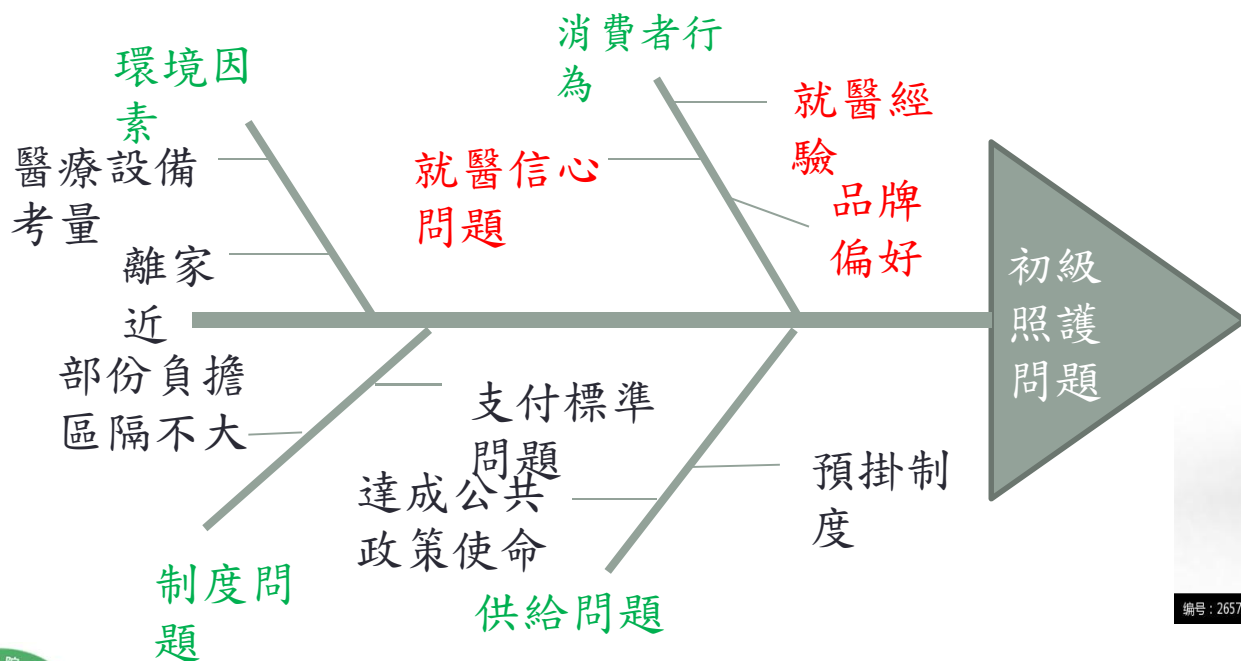 環境因
素
醫療設備
考量
離家
近
消費者行
為
就醫經
驗
就醫信心
問題
品牌
偏好
初級
照護
問題
部份負擔
區隔不大
支付標準
問題
制度問
題
達成公共
政策使命
預掛制
度
供給問題
编号：2657
院